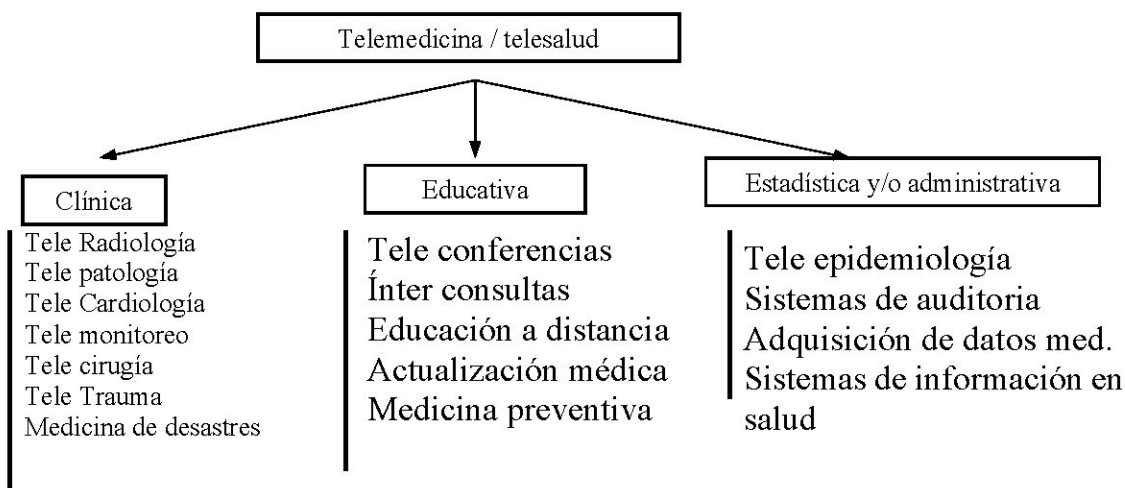 Telemedicina / telesalud
Clínica
Tele Radiología
Tele patología
Tele Cardiología
Tele monitoreo
Tele cirugía
Tele Trauma
Medicina de desastres
Educativa
Tele conferencias
Ínter consultas
Educación a distancia
Actualización médica
Medicina preventiva
Estadística y/o administrativa
Tele epidemiología
Sistemas de auditoria
Adquisición de datos med.
Sistemas de información en
salud